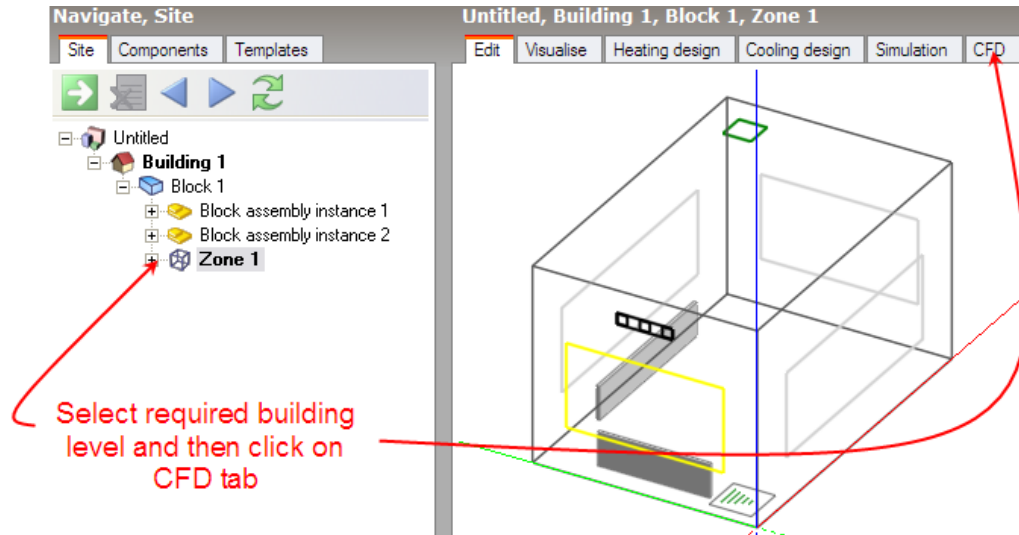 Navigate, Site
Untitled, Building 1, Block 1, Zone 1
Site Components Templates
Edit Visualise Heating design Cooling design Simulation CFD
Untitled
Building 1
Block 1
Block assembly instance 1
Block assembly instance 2
Zone 1
Select required building
level and then click on
CFD tab